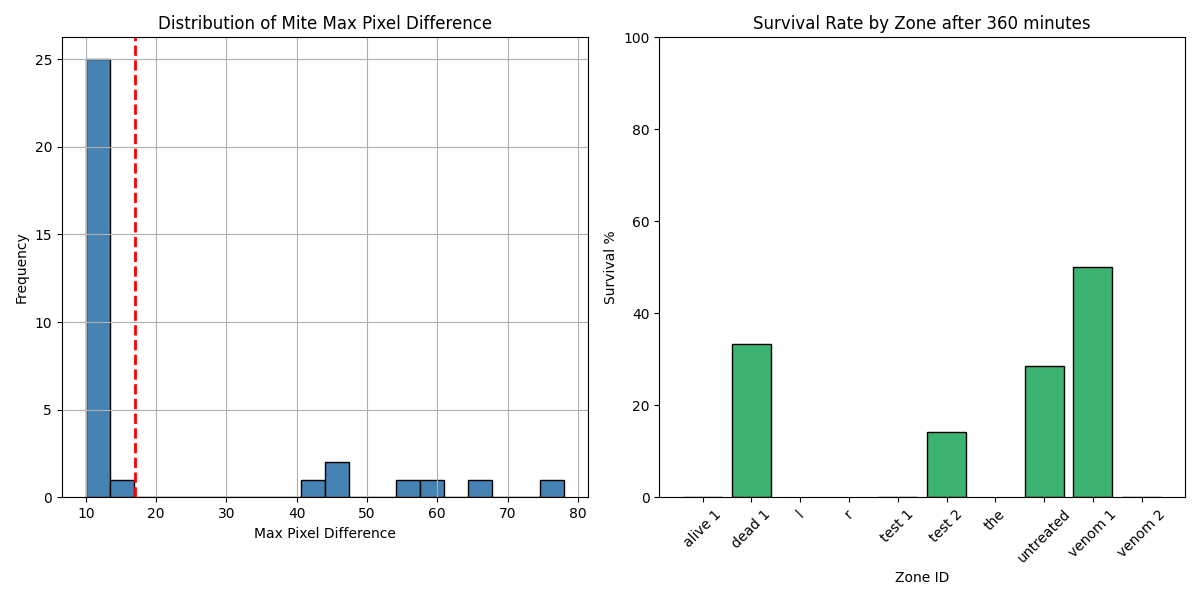 Distribution of Mite Max Pixel Difference
Frequency
25
20
15
10
5
0
10 20 30 40 50 60 70 80
Max Pixel Difference
Survival Rate by Zone after 360 minutes
Survival %
100
80
60
40
20
0
alive 1 dead 1 l r test 1 test 2 the untreated venom 1 venom 2
Zone ID